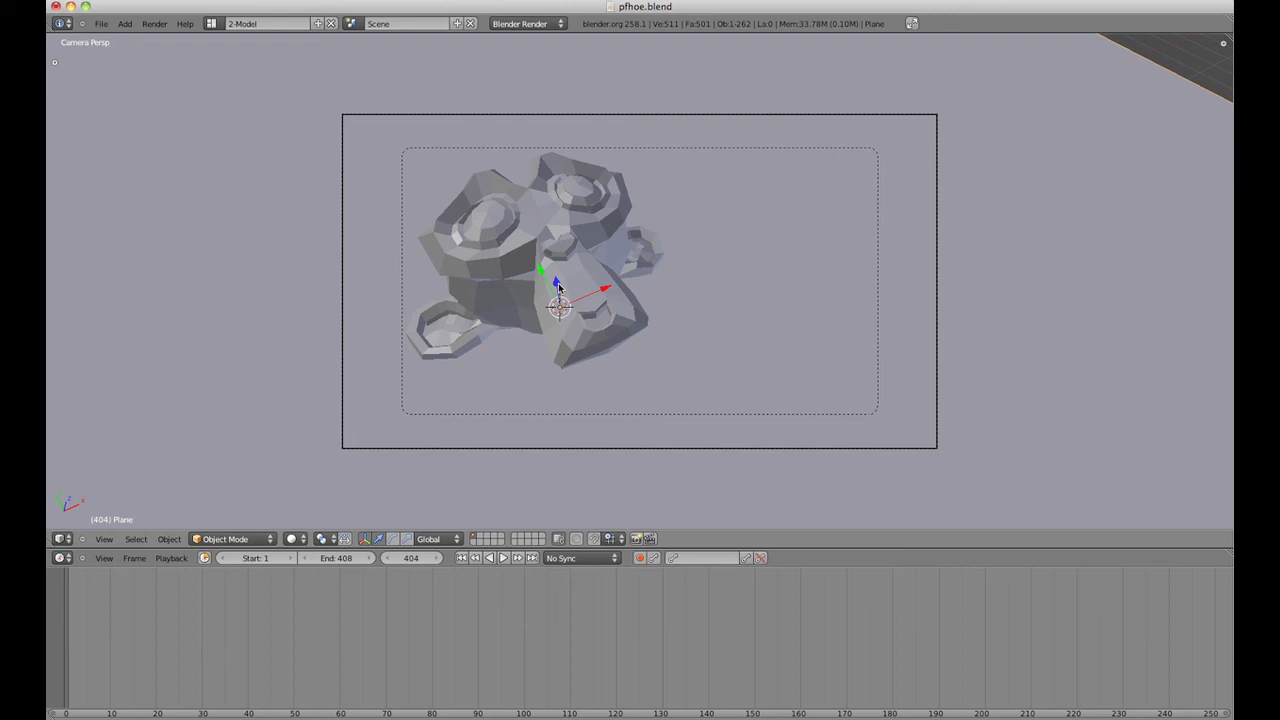 pfhoe.blend
File Add Render Help 2-Model Scene Blender Render blender.org 258.1 | Ve:511 | Fa:501 | Ob:1-262 | La:0 | Mem:33.78M (0.10M) | Plane
Camera Persp
z
x
(404) Plane
View Select Object Object Mode Global
View Frame Playback Start: 1 End: 408 404 No Sync
0 10 20 30 40 50 60 70 80 90 100 110 120 130 140 150 160 170 180 190 200 210 220 230 240 250